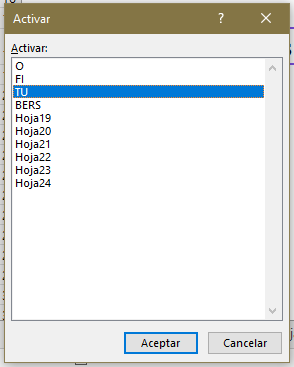 Activar
?
Activar:
O
FI
TU
BERS
Hoja19
Hoja20
Hoja21
Hoja22
Hoja23
Hoja24
Aceptar
Cancelar